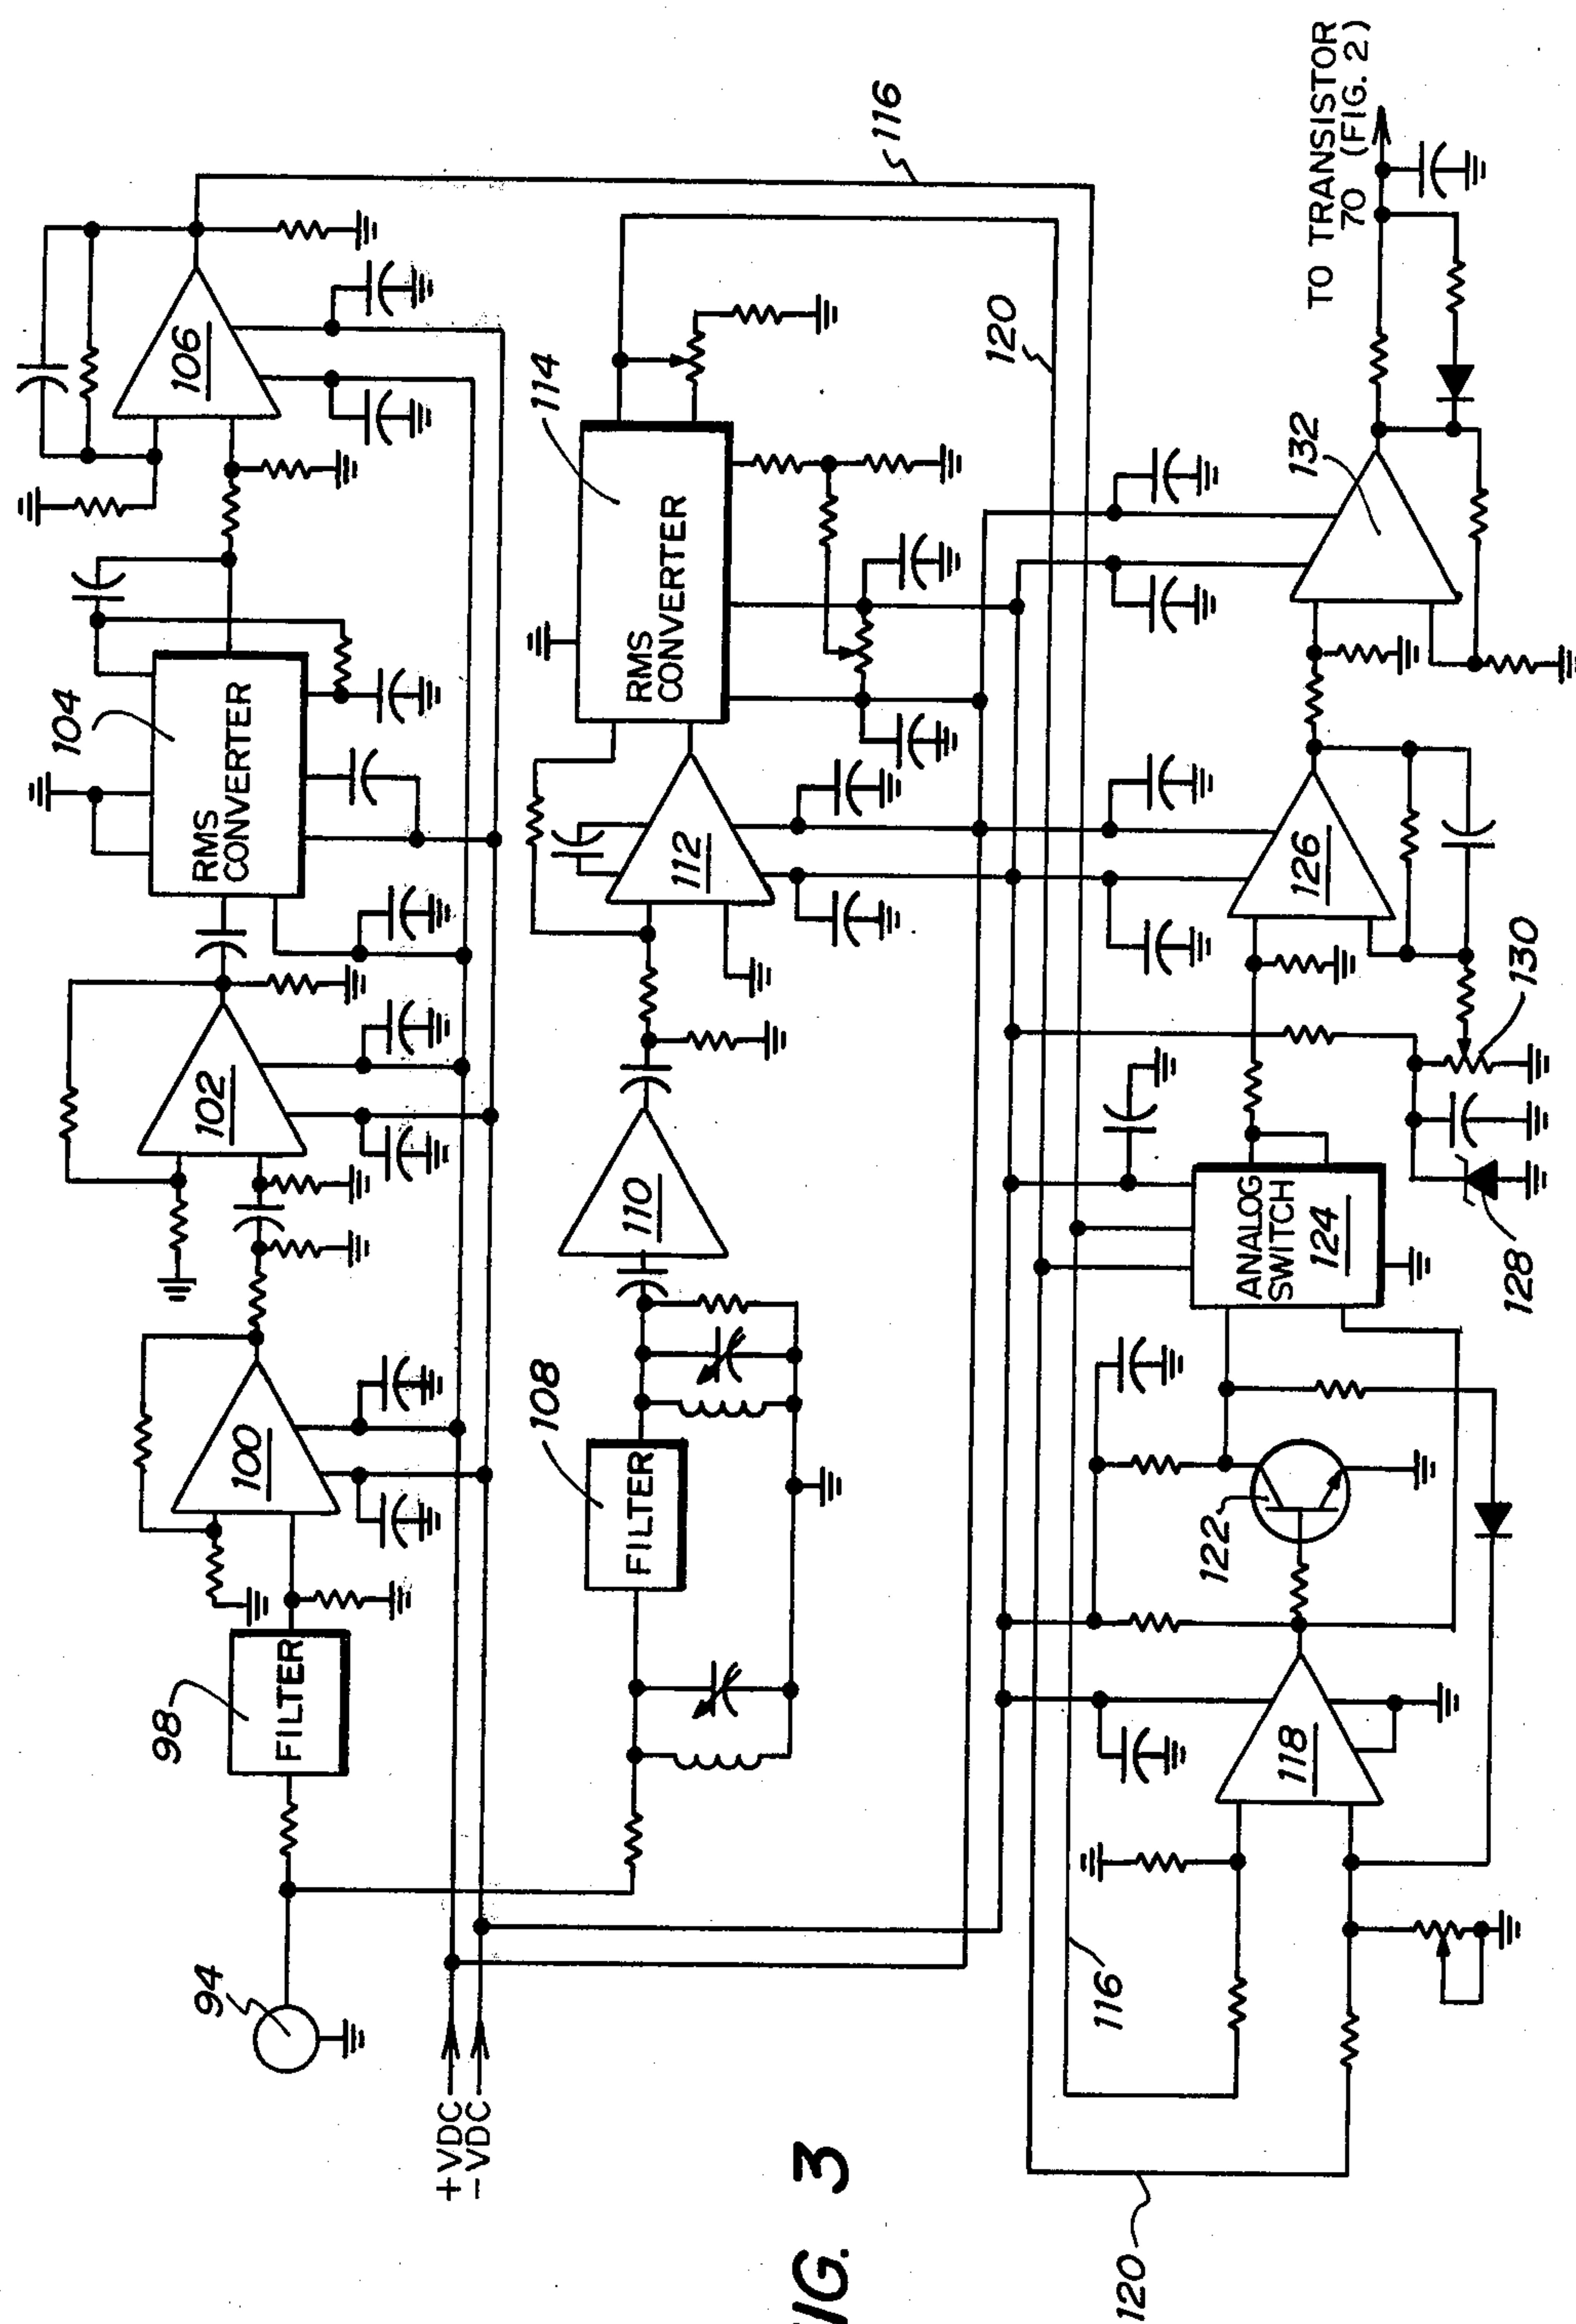 94
98
FILTER
100
102
104
RMS
CONVERTER
106
+VDC
-VDC
108
FILTER
110
112
114
RMS
CONVERTER
116
120
120
116
118
122
ANALOG
SWITCH
124
126
128
130
132
TO TRANSISTOR
70 (FIG. 2)
IG. 3